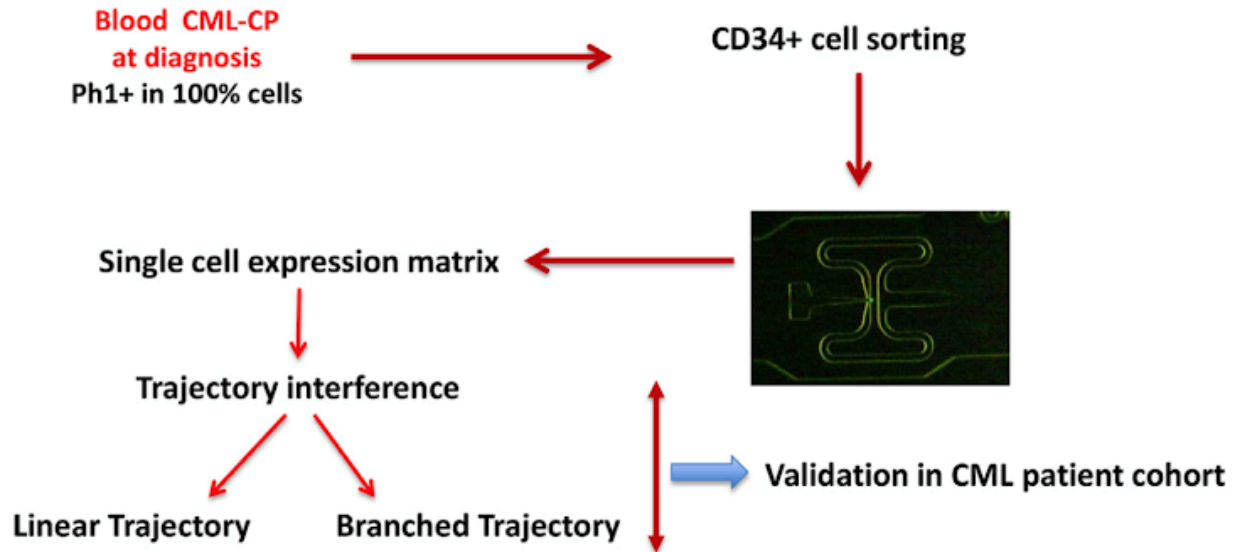 Blood CML-CP
at diagnosis
Ph1+ in 100% cells
CD34+ cell sorting
Single cell expression matrix
Trajectory interference
Linear Trajectory
Branched Trajectory
Validation in CML patient cohort